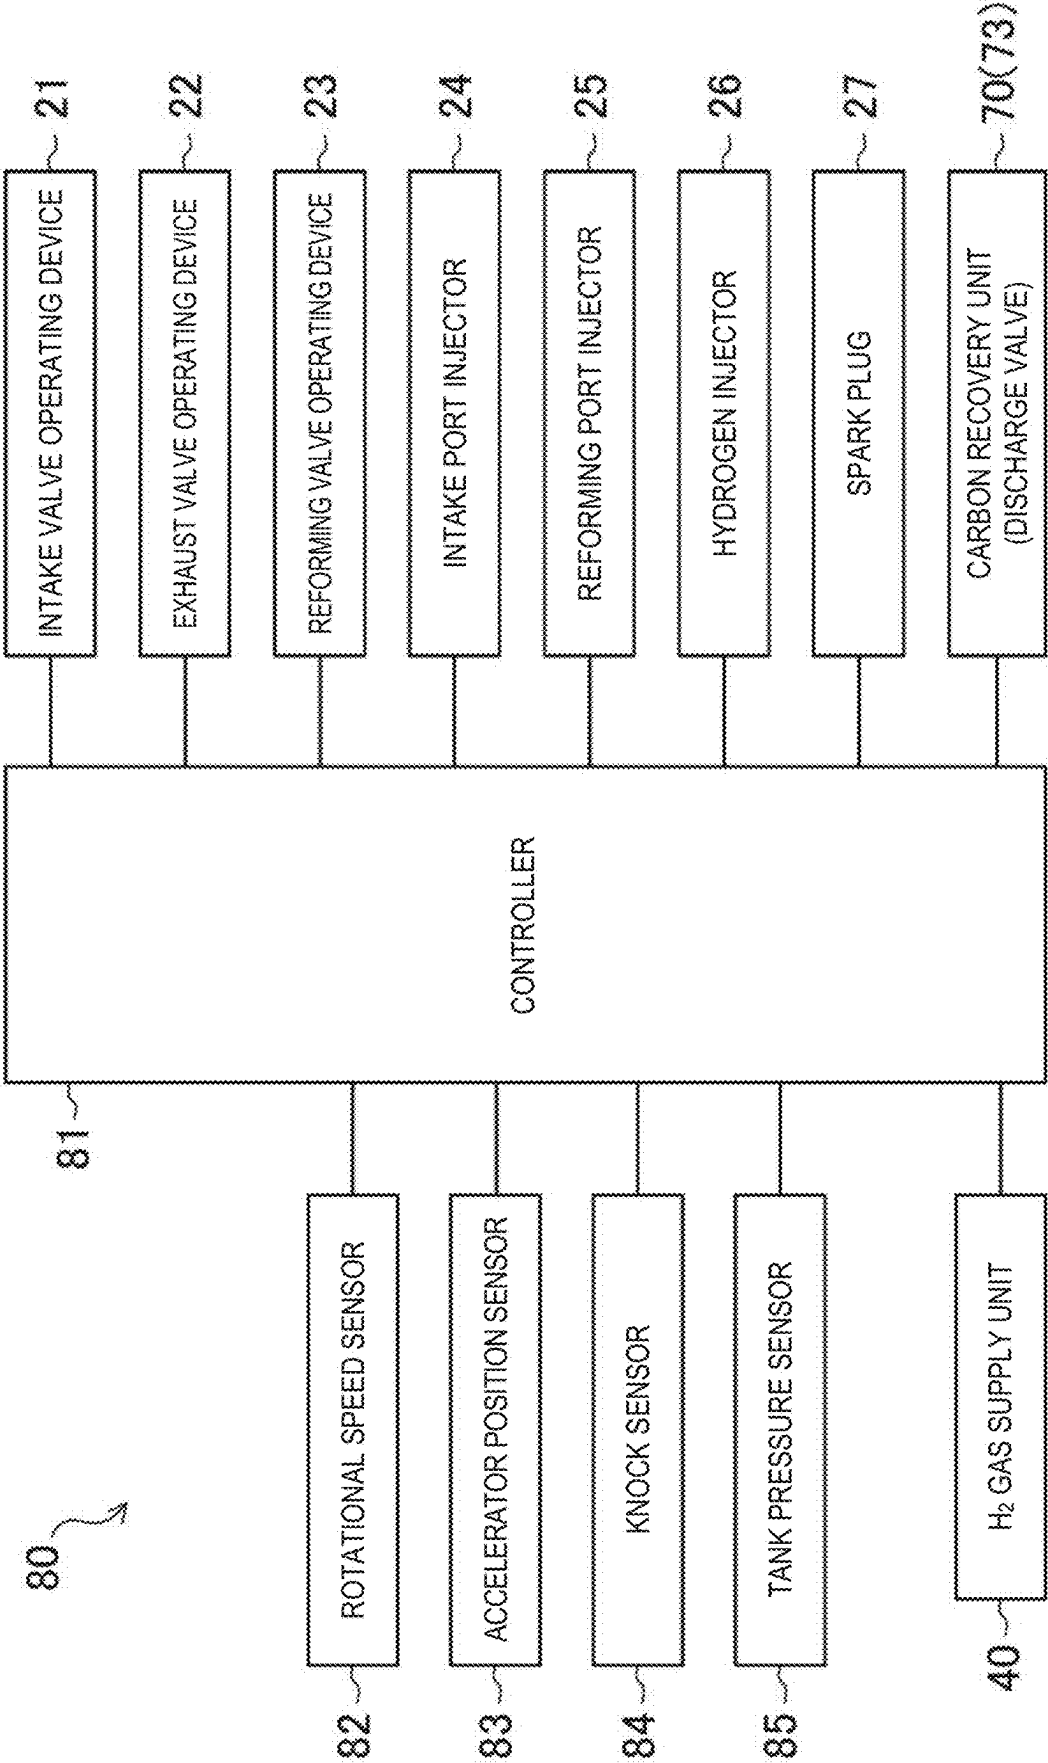 80
81
CONTROLLER
82
ROTATIONAL SPEED SENSOR
83
ACCELERATOR POSITION SENSOR
84
KNOCK SENSOR
85
TANK PRESSURE SENSOR
40
H₂ GAS SUPPLY UNIT
INTAKE VALVE OPERATING DEVICE
21
EXHAUST VALVE OPERATING DEVICE
22
REFORMING VALVE OPERATING DEVICE
23
INTAKE PORT INJECTOR
24
REFORMING PORT INJECTOR
25
HYDROGEN INJECTOR
26
SPARK PLUG
27
CARBON RECOVERY UNIT
(DISCHARGE VALVE)
70(73)